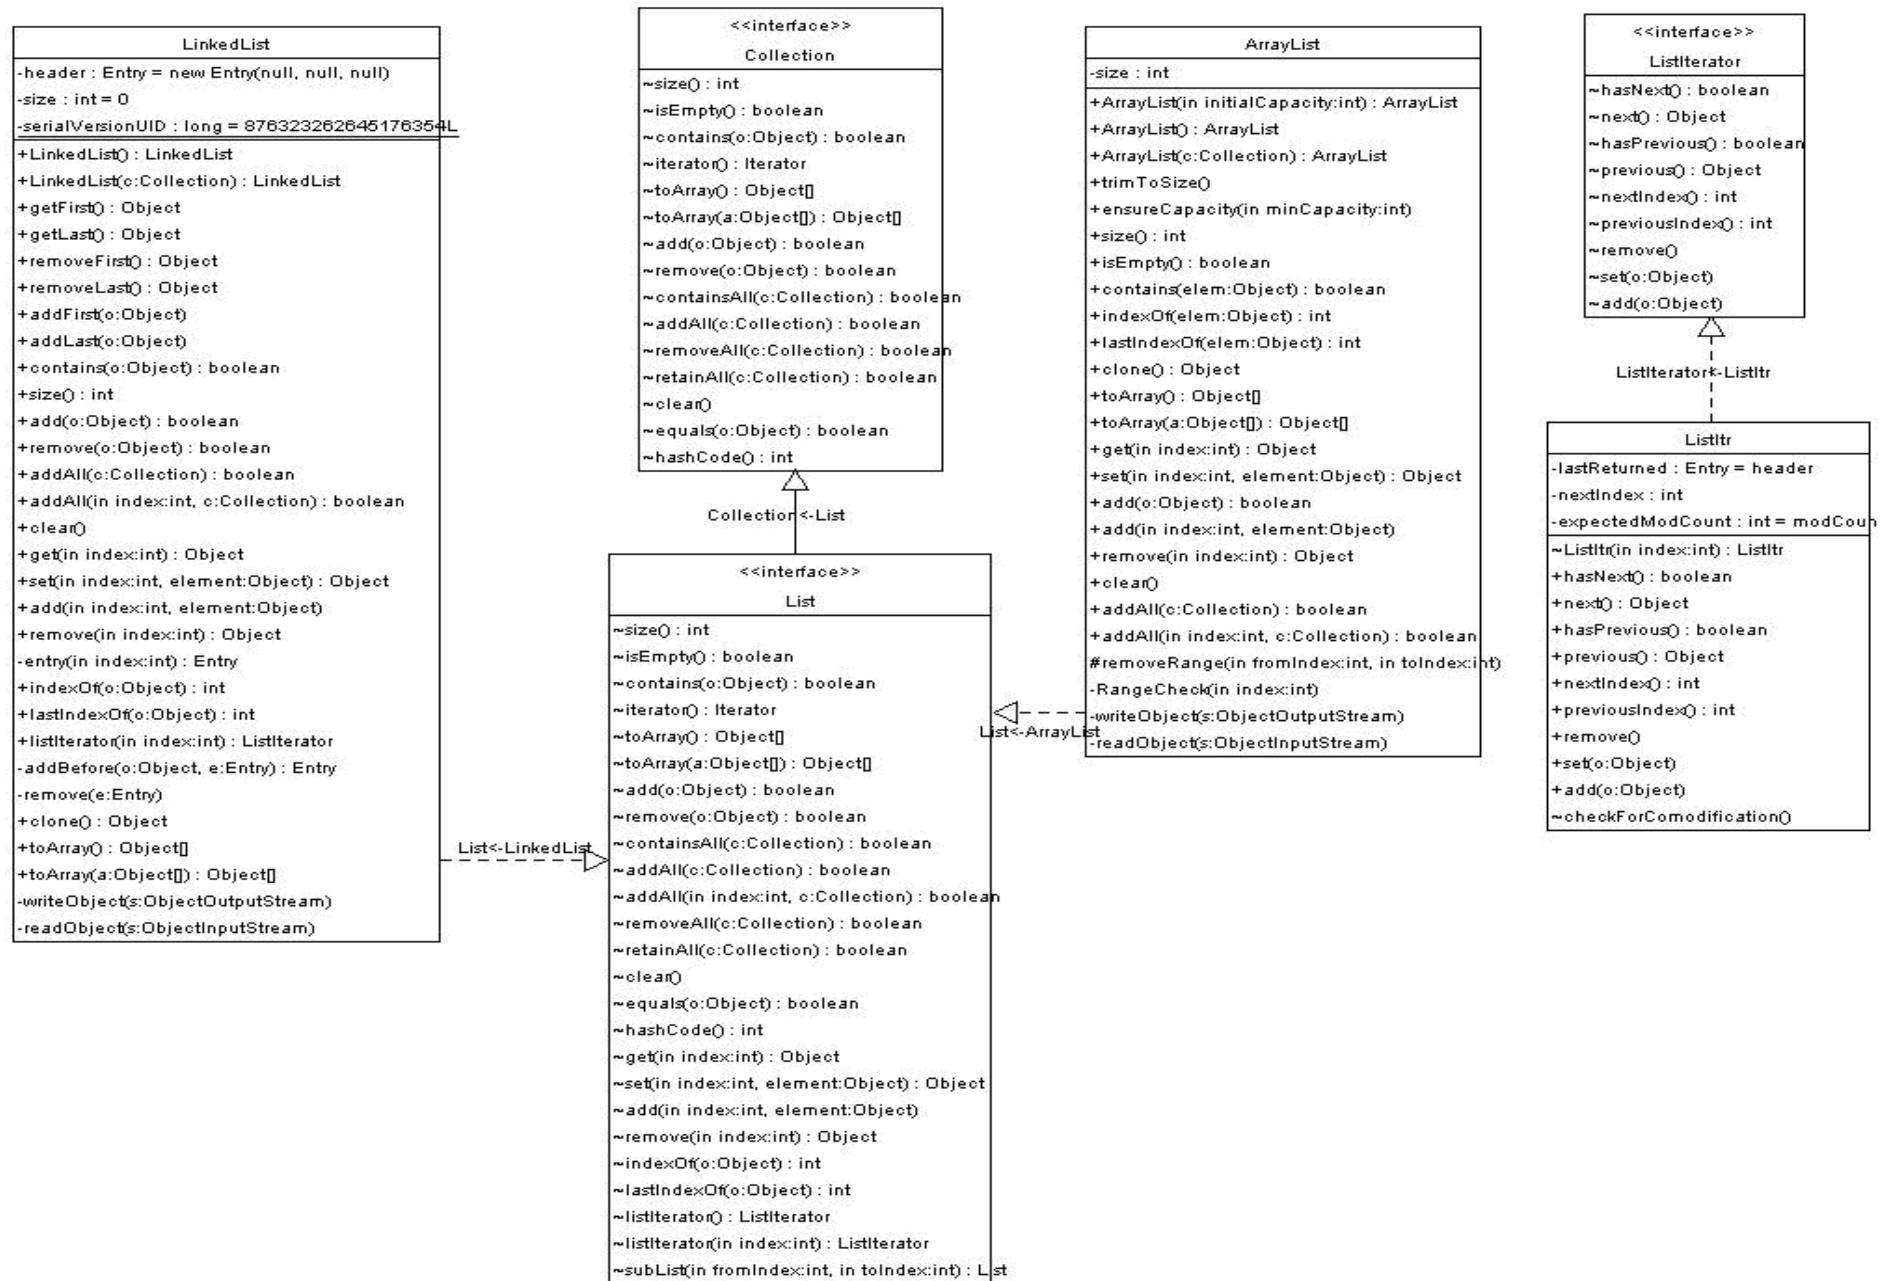 LinkedList
-header : Entry = new Entry(null, null, null)
-size : int = 0
-serialVersionUID : long = 876323262645176354L
+LinkedList() : LinkedList
+LinkedList(c:Collection) : LinkedList
+getFirst() : Object
+getLast() : Object
+removeFirst() : Object
+removeLast() : Object
+addFirst(o:Object)
+addLast(o:Object)
+contains(o:Object) : boolean
+size() : int
+add(o:Object) : boolean
+remove(o:Object) : boolean
+addAll(c:Collection) : boolean
+addAll(in index:int, c:Collection) : boolean
+clear()
+get(in index:int) : Object
+set(in index:int, element:Object) : Object
+add(in index:int, element:Object)
+remove(in index:int) : Object
-entry(in index:int) : Entry
+indexOf(o:Object) : int
+lastIndexOf(o:Object) : int
+listIterator(in index:int) : ListIterator
-addBefore(o:Object, e:Entry) : Entry
-remove(e:Entry)
+clone() : Object
+toArray() : Object[]
+toArray(a:Object[]) : Object[]
-writeObject(s:ObjectOutputStream)
-readObject(s:ObjectInputStream)
List<-LinkedList
<<interface>>
Collection
~size() : int
~isEmpty() : boolean
~contains(o:Object) : boolean
~iterator() : Iterator
~toArray() : Object[]
~toArray(a:Object[]) : Object[]
~add(o:Object) : boolean
~remove(o:Object) : boolean
~containsAll(c:Collection) : boolean
~addAll(c:Collection) : boolean
~removeAll(c:Collection) : boolean
~retainAll(c:Collection) : boolean
~clear()
~equals(o:Object) : boolean
~hashCode() : int
Collection<-List
<<interface>>
List
~size() : int
~isEmpty() : boolean
~contains(o:Object) : boolean
~iterator() : Iterator
~toArray() : Object[]
~toArray(a:Object[]) : Object[]
~add(o:Object) : boolean
~remove(o:Object) : boolean
~containsAll(c:Collection) : boolean
~addAll(c:Collection) : boolean
~addAll(in index:int, c:Collection) : boolean
~removeAll(c:Collection) : boolean
~retainAll(c:Collection) : boolean
~clear()
~equals(o:Object) : boolean
~hashCode() : int
~get(in index:int) : Object
~set(in index:int, element:Object) : Object
~add(in index:int, element:Object)
~remove(in index:int) : Object
~indexOf(o:Object) : int
~lastIndexOf(o:Object) : int
~listIterator() : ListIterator
~listIterator(in index:int) : ListIterator
~subList(in fromIndex:int, in toIndex:int) : List
ArrayList
-size : int
+ArrayList(in initialCapacity:int) : ArrayList
+ArrayList() : ArrayList
+ArrayList(c:Collection) : ArrayList
+trimToSize()
+ensureCapacity(in minCapacity:int)
+size() : int
+isEmpty() : boolean
+contains(elem:Object) : boolean
+indexOf(elem:Object) : int
+lastIndexOf(elem:Object) : int
+clone() : Object
+toArray() : Object[]
+toArray(a:Object[]) : Object[]
+get(in index:int) : Object
+set(in index:int, element:Object) : Object
+add(o:Object) : boolean
+add(in index:int, element:Object)
+remove(in index:int) : Object
+clear()
+addAll(c:Collection) : boolean
+addAll(in index:int, c:Collection) : boolean
#removeRange(in fromIndex:int, in toIndex:int)
-RangeCheck(in index:int)
-writeObject(s:ObjectOutputStream)
-readObject(s:ObjectInputStream)
List<-ArrayList
<<interface>>
ListIterator
~hasNext() : boolean
~next() : Object
~hasPrevious() : boolean
~previous() : Object
~nextIndex() : int
~previousIndex() : int
~remove()
~set(o:Object)
~add(o:Object)
ListIterator<-ListItr
ListItr
-lastReturned : Entry = header
-nextIndex : int
-expectedModCount : int = modCoun
~ListItr(in index:int) : ListItr
+hasNext() : boolean
+next() : Object
+hasPrevious() : boolean
+previous() : Object
+nextIndex() : int
+previousIndex() : int
+remove()
+set(o:Object)
+add(o:Object)
~checkForComodification()